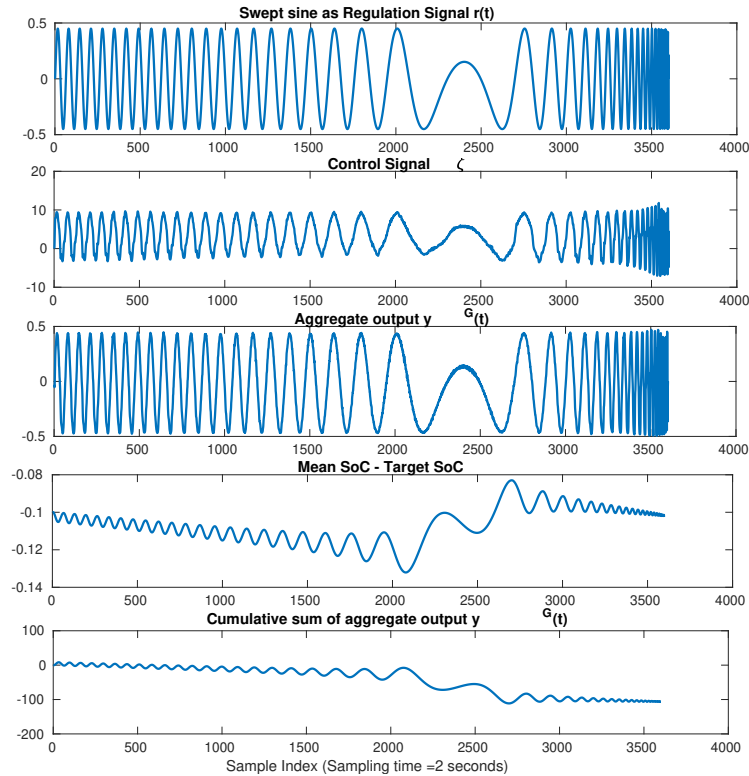 Swept sine as Regulation Signal r(t)
0.5
0
-0.5
0 500 1000 1500 2000 2500 3000 3500 4000
Control Signal ζ
20
10
0
-10
0 500 1000 1500 2000 2500 3000 3500 4000
Aggregate output y G(t)
0.5
0
-0.5
0 500 1000 1500 2000 2500 3000 3500 4000
Mean SoC - Target SoC
-0.08
-0.1
-0.12
-0.14
0 500 1000 1500 2000 2500 3000 3500 4000
Cumulative sum of aggregate output y G(t)
100
0
-100
-200
0 500 1000 1500 2000 2500 3000 3500 4000
Sample Index (Sampling time =2 seconds)